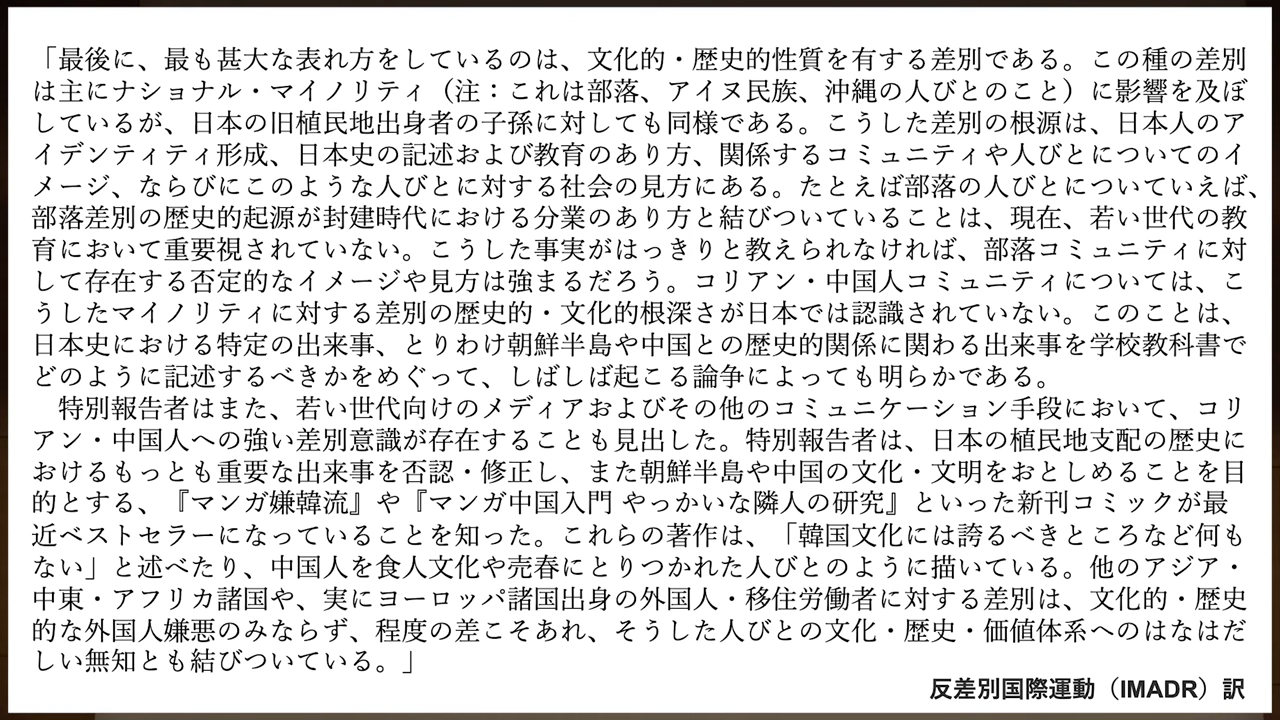 「最後に、最も甚大な表れ方をしているのは、文化的・歴史的性質を有する差別である。この種の差別
は主にナショナル・マイノリティ（注：これは部落、アイヌ民族、沖縄の人びとのこと）に影響を及ぼ
しているが、日本の旧植民地出身者の子孫に対しても同様である。こうした差別の根源は、日本人のア
イデンティティ形成、日本史の記述および教育のあり方、関係するコミュニティや人びとについてのイ
メージ、ならびにこのような人びとに対する社会の見方にある。たとえば部落の人びとについていえば、
部落差別の歴史的起源が封建時代における分業のあり方と結びついていることは、現在、若い世代の教
育において重要視されていない。こうした事実がはっきりと教えられなければ、部落コミュニティに対
して存在する否定的なイメージや見方は強まるだろう。コリアン・中国人コミュニティについては、こ
うしたマイノリティに対する差別の歴史的・文化的根深さが日本では認識されていない。このことは、
日本史における特定の出来事、とりわけ朝鮮半島や中国との歴史的関係に関わる出来事を学校教科書で
どのように記述するべきかをめぐって、しばしば起こる論争によっても明らかである。
　特別報告者はまた、若い世代向けのメディアおよびその他のコミュニケーション手段において、コリ
アン・中国人への強い差別意識が存在することも見出した。特別報告者は、日本の植民地支配の歴史に
おけるもっとも重要な出来事を否認・修正し、また朝鮮半島や中国の文化・文明をおとしめることを目
的とする、『マンガ嫌韓流』や『マンガ中国入門 やっかいな隣人の研究』といった新刊コミックが最
近ベストセラーになっていることを知った。これらの著作は、「韓国文化には誇るべきところなど何も
ない」と述べたり、中国人を食人文化や売春にとりつかれた人びとのように描いている。他のアジア・
中東・アフリカ諸国や、実にヨーロッパ諸国出身の外国人・移住労働者に対する差別は、文化的・歴史
的な外国人嫌悪のみならず、程度の差こそあれ、そうした人びとの文化・歴史・価値体系へのはなはだ
しい無知とも結びついている。」
反差別国際運動（IMADR）訳